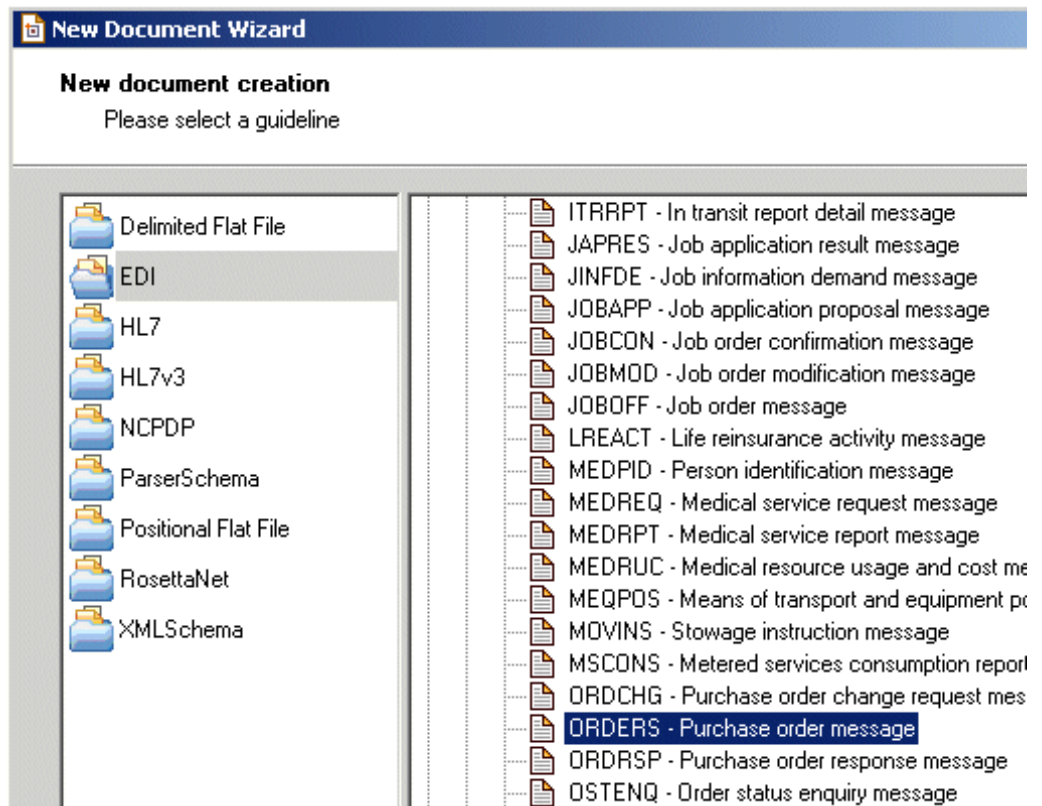 New Document Wizard
New document creation
Please select a guideline
Delimited Flat File
EDI
HL7
HL7v3
NCPDP
ParserSchema
Positional Flat File
RosettaNet
XMLSchema
ITRRPT - In transit report detail message
JAPRES - Job application result message
JINFDE - Job information demand message
JOBAPP - Job application proposal message
JOBCON - Job order confirmation message
JOBMOD - Job order modification message
JOBOFF - Job order message
LREACT - Life reinsurance activity message
MEDPID - Person identification message
MEDREQ - Medical service request message
MEDRPT - Medical service report message
MEDRUC - Medical resource usage and cost me
MEQPOS - Means of transport and equipment po
MOVINS - Stowage instruction message
MSCONS - Metered services consumption report
ORDCHG - Purchase order change request mes
ORDERS - Purchase order message
ORDRSP - Purchase order response message
OSTENQ - Order status enquiry message